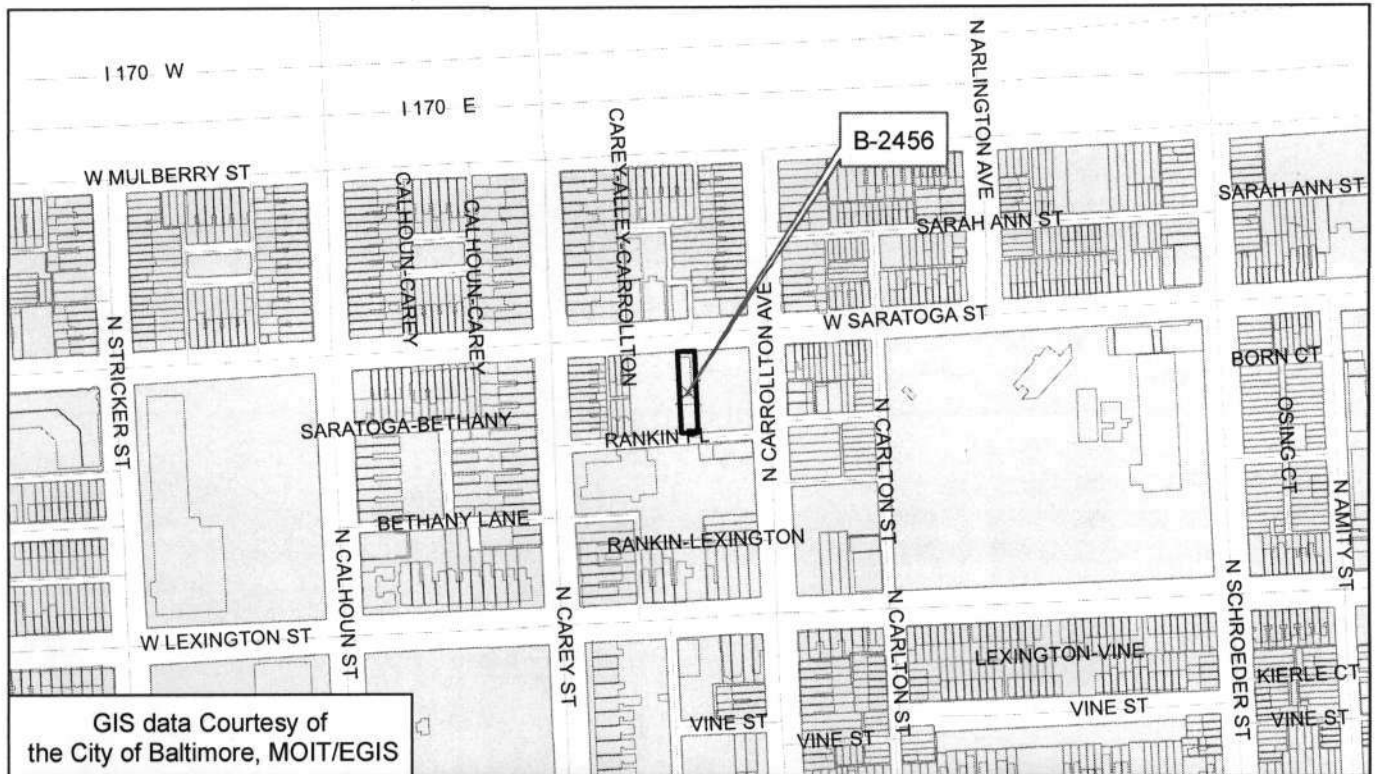 I 170 W
I 170 E
N ARLINGTON AVE
B-2456
CAREY-ALLEY-CARROLLTON
W MULBERRY ST
CALHOUN-CAREY
CALHOUN-CAREY
SARAH ANN ST
SARAH ANN ST
N STRICKER ST
N CARROLLTON AVE
W SARATOGA ST
BORN CT
SARATOGA-BETHANY
RANKIN PL
N CARLTON ST
OSING CT
N AMITY ST
BETHANY LANE
RANKIN-LEXINGTON
N CALHOUN ST
N CAREY ST
N CARLTON ST
N SCHROEDER ST
W LEXINGTON ST
LEXINGTON-VINE
KIERLE CT
VINE ST
VINE ST
VINE ST
VINE ST
GIS data Courtesy of
the City of Baltimore, MOIT/EGIS